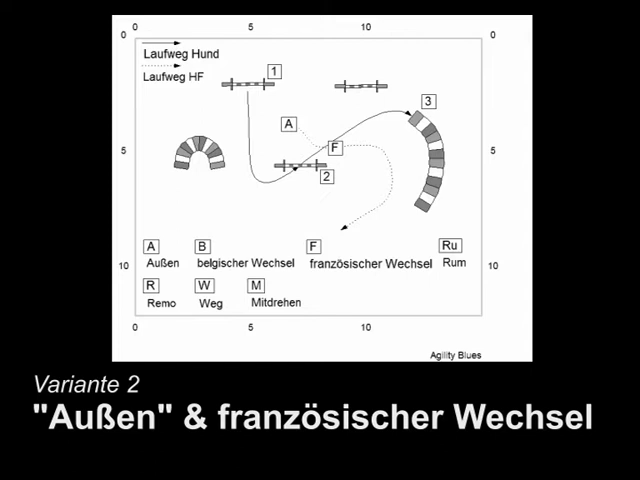 0 5 10
0 0
Laufweg Hund
Laufweg HF
1
3
A
F
5 5
2
A B F Ru
Außen belgischer Wechsel französischer Wechsel Rum
10 10
R W M
Remo Weg Mitdrehen
0 5 10
Agility Blues
Variante 2
"Außen" & französischer Wechsel